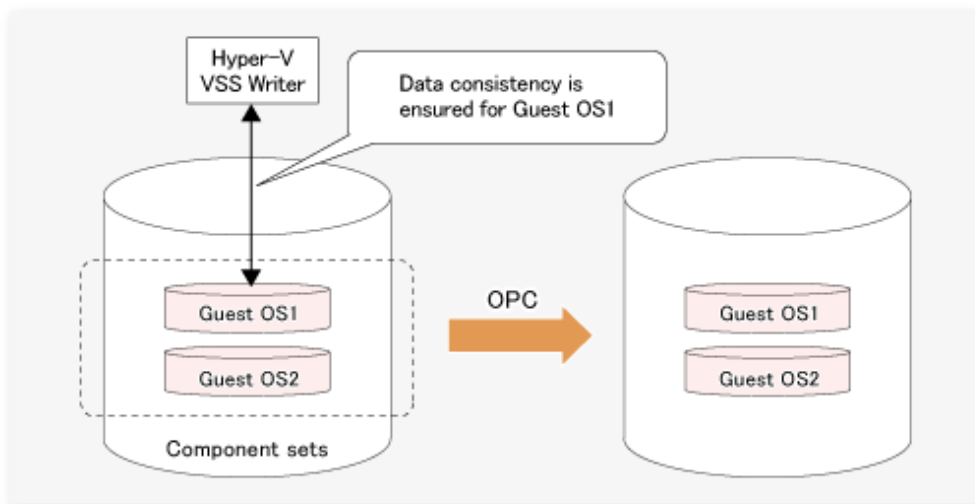 Hyper-V
VSS Writer
Data consistency is
ensured for Guest OS1
Guest OS1
Guest OS2
Component sets
OPC
Guest OS1
Guest OS2